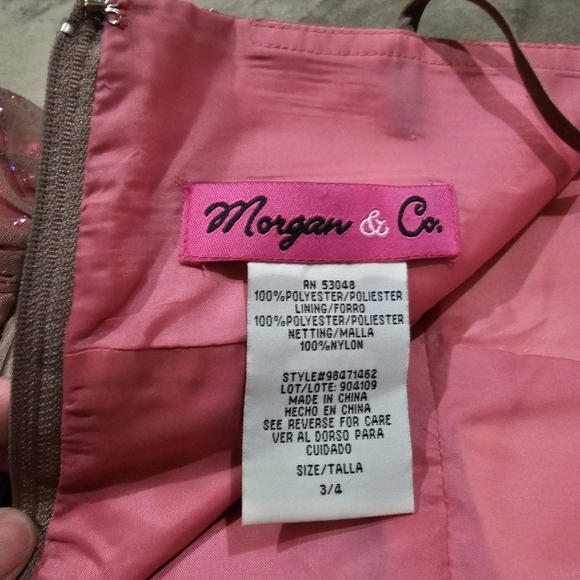 Morgan & Co.
RN 53048
100%POLYESTER/POLIESTER
LINING/FORRO
100%POLYESTER/POLIESTER
NETTING/MALLA
100%NYLON
STYLE#98471462
LOT/LOTE: 904109
MADE IN CHINA
HECHO EN CHINA
SEE REVERSE FOR CARE
VER AL DORSO PARA
CUIDADO
SIZE/TALLA
3/4